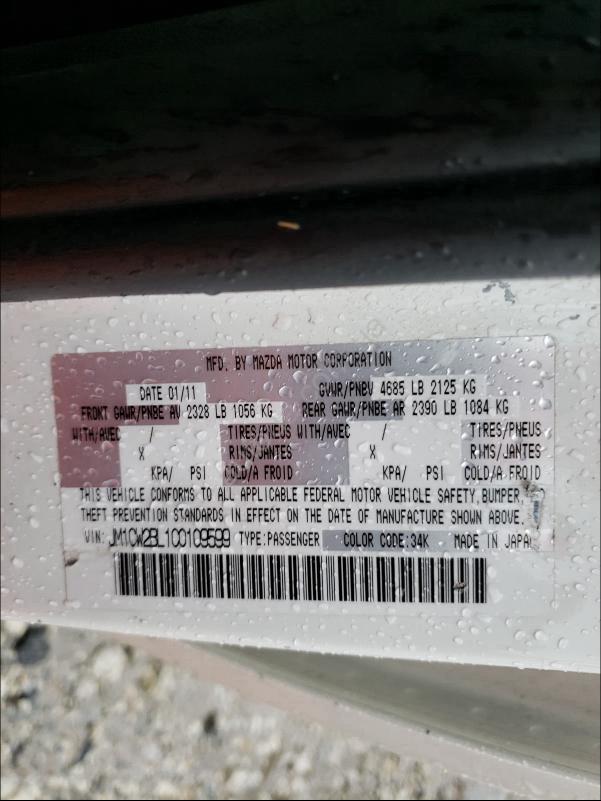 MFD. BY MAZDA MOTOR CORPORATION
DATE 01/11 GVWR/PNBV 4685 LB 2125 KG
FRONT GAWR/PNBE AV 2328 LB 1056 KG REAR GAWR/PNBE AR 2390 LB 1084 KG
WITH/AVEC / TIRES/PNEUS WITH/AVEC / TIRES/PNEUS
X RIMS/JANTES X RIMS/JANTES
KPA/ PSI COLD/A FROID KPA/ PSI COLD/A FROID
THIS VEHICLE CONFORMS TO ALL APPLICABLE FEDERAL MOTOR VEHICLE SAFETY, BUMPER,
THEFT PREVENTION STANDARDS IN EFFECT ON THE DATE OF MANUFACTURE SHOWN ABOVE.
VIN: JM1CW2BL1C0109599 TYPE:PASSENGER COLOR CODE:34K MADE IN JAPAN